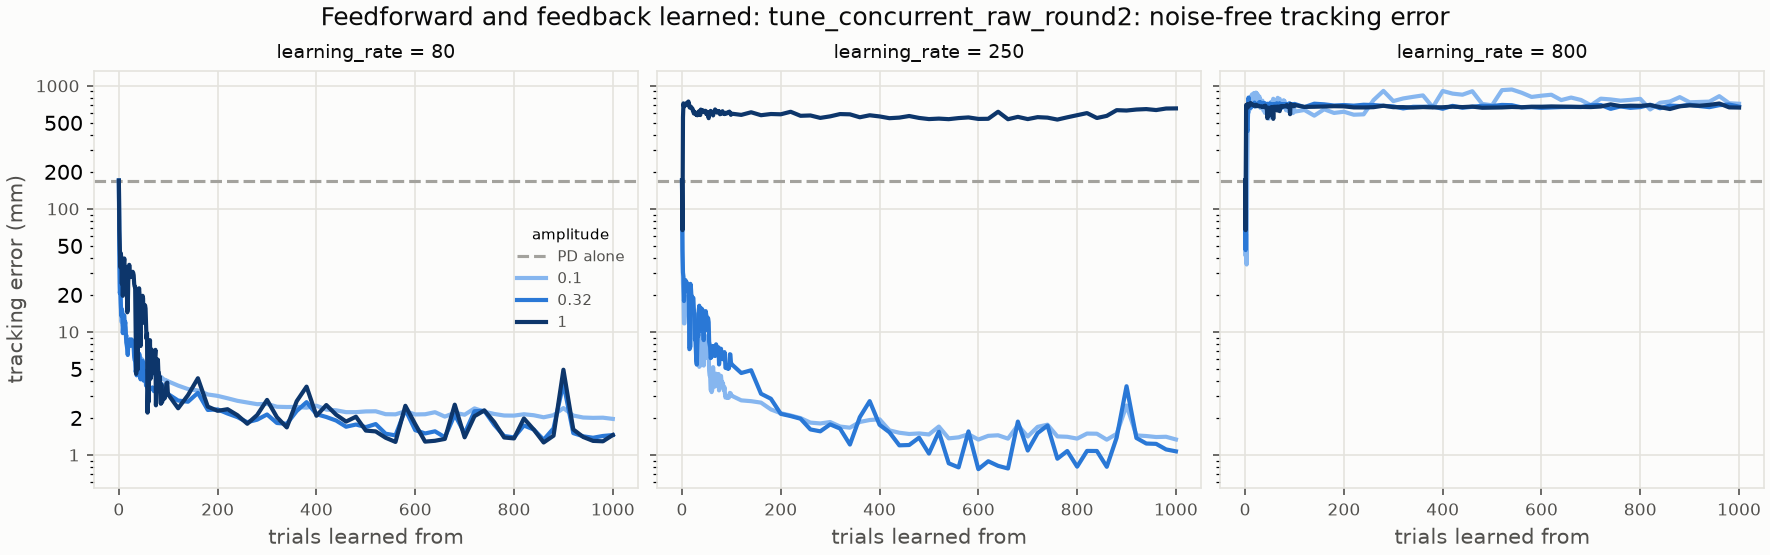 Feedforward and feedback learned: tune_concurrent_raw_round2: noise-free tracking error
learning_rate = 80
learning_rate = 250
learning_rate = 800
tracking error (mm)
1000
500
200
100
50
20
10
5
2
1
amplitude
PD alone
0.1
0.32
1
0 200 400 600 800 1000
0 200 400 600 800 1000
0 200 400 600 800 1000
trials learned from
trials learned from
trials learned from